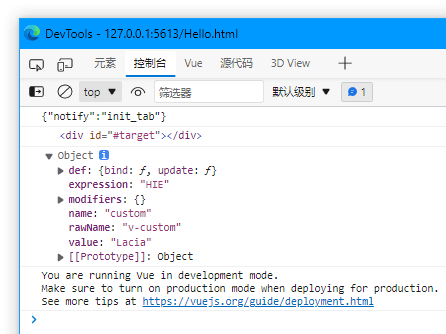 DevTools - 127.0.0.1:5613/Hello.html
元素 控制台 Vue 源代码 3D View
top 筛选器 默认级别 1
{"notify":"init_tab"}
<div id="#target"></div>
Object i
def: {bind: ƒ, update: ƒ}
expression: "HIE"
modifiers: {}
name: "custom"
rawName: "v-custom"
value: "Lacia"
[[Prototype]]: Object
You are running Vue in development mode.
Make sure to turn on production mode when deploying for production.
See more tips at https://vuejs.org/guide/deployment.html